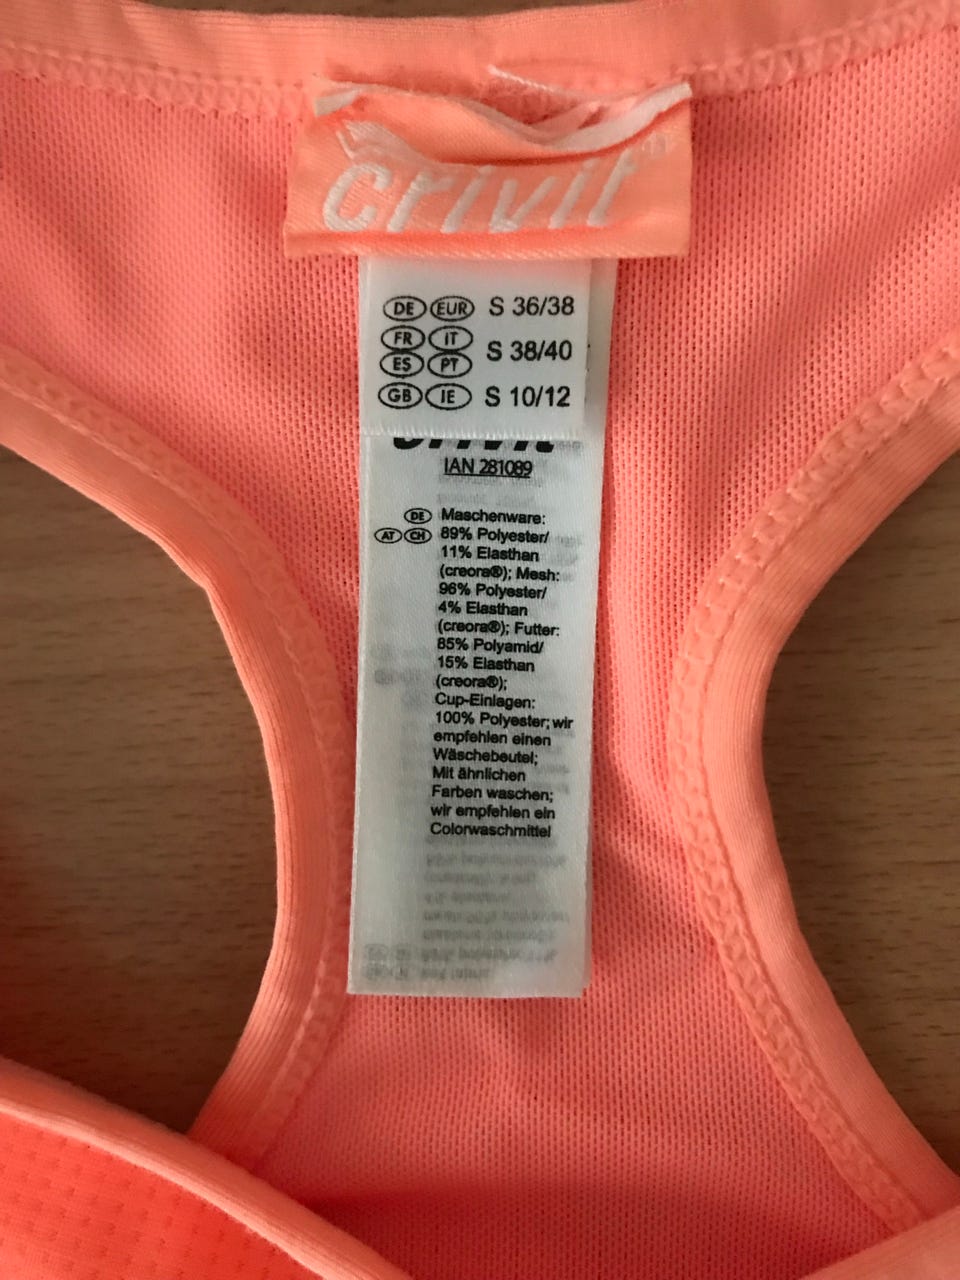 crivit
DE EUR S 36/38
FR IT
ES PT S 38/40
GB IE S 10/12
crivit
IAN 281089
DE Maschenware:
AT CH 89% Polyester/
11% Elasthan
(creora®); Mesh:
96% Polyester/
4% Elasthan
(creora®); Futter:
85% Polyamid/
15% Elasthan
(creora®);
Cup-Einlagen:
100% Polyester; wir
empfehlen einen
Wäschebeutel;
Mit ähnlichen
Farben waschen;
wir empfehlen ein
Colorwaschmittel